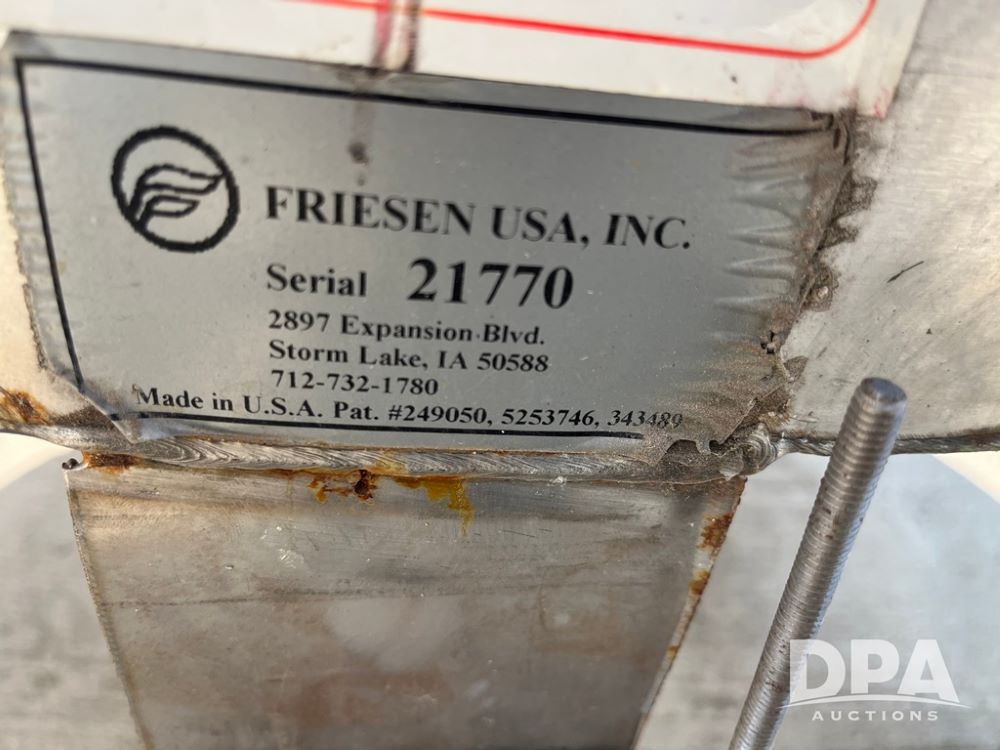 FRIESEN USA, INC.
Serial 21770
2897 Expansion Blvd.
Storm Lake, IA 50588
712-732-1780
Made in U.S.A. Pat. #249050, 5253746, 343489
DPA
AUCTIONS